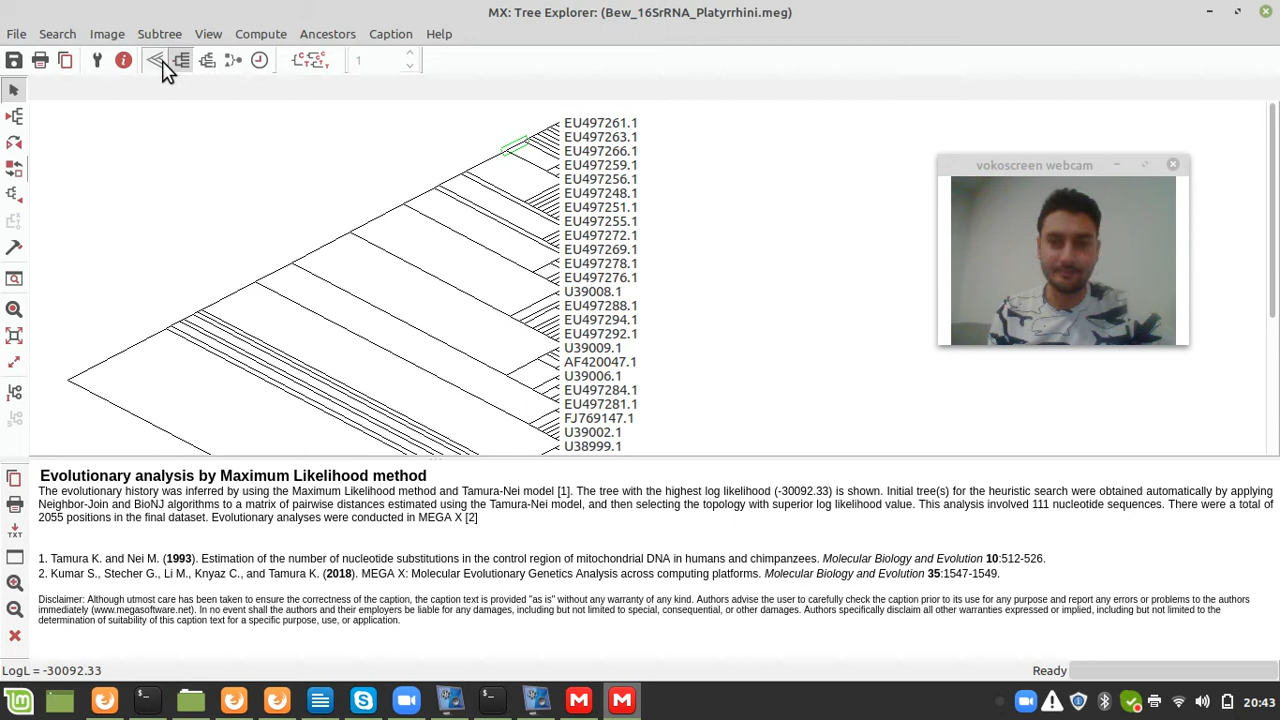 MX: Tree Explorer: (Bew_16SrRNA_Platyrrhini.meg)
File Search Image Subtree View Compute Ancestors Caption Help
1
EU497261.1
EU497263.1
EU497266.1
EU497259.1
EU497256.1
EU497248.1
EU497251.1
EU497255.1
EU497272.1
EU497269.1
EU497278.1
EU497276.1
U39008.1
EU497288.1
EU497294.1
EU497292.1
U39009.1
AF420047.1
U39006.1
EU497284.1
EU497281.1
FJ769147.1
U39002.1
U38999.1
vokoscreen webcam
Evolutionary analysis by Maximum Likelihood method
The evolutionary history was inferred by using the Maximum Likelihood method and Tamura-Nei model [1]. The tree with the highest log likelihood (-30092.33) is shown. Initial tree(s) for the heuristic search were obtained automatically by applying
Neighbor-Join and BioNJ algorithms to a matrix of pairwise distances estimated using the Tamura-Nei model, and then selecting the topology with superior log likelihood value. This analysis involved 111 nucleotide sequences. There were a total of
2055 positions in the final dataset. Evolutionary analyses were conducted in MEGA X [2]
1. Tamura K. and Nei M. (1993). Estimation of the number of nucleotide substitutions in the control region of mitochondrial DNA in humans and chimpanzees. Molecular Biology and Evolution 10:512-526.
2. Kumar S., Stecher G., Li M., Knyaz C., and Tamura K. (2018). MEGA X: Molecular Evolutionary Genetics Analysis across computing platforms. Molecular Biology and Evolution 35:1547-1549.
Disclaimer: Although utmost care has been taken to ensure the correctness of the caption, the caption text is provided "as is" without any warranty of any kind. Authors advise the user to carefully check the caption prior to its use for any purpose and report any errors or problems to the authors
immediately (www.megasoftware.net). In no event shall the authors and their employers be liable for any damages, including but not limited to special, consequential, or other damages. Authors specifically disclaim all other warranties expressed or implied, including but not limited to the
determination of suitability of this caption text for a specific purpose, use, or application.
TXT
LogL = -30092.33
Ready
20:43